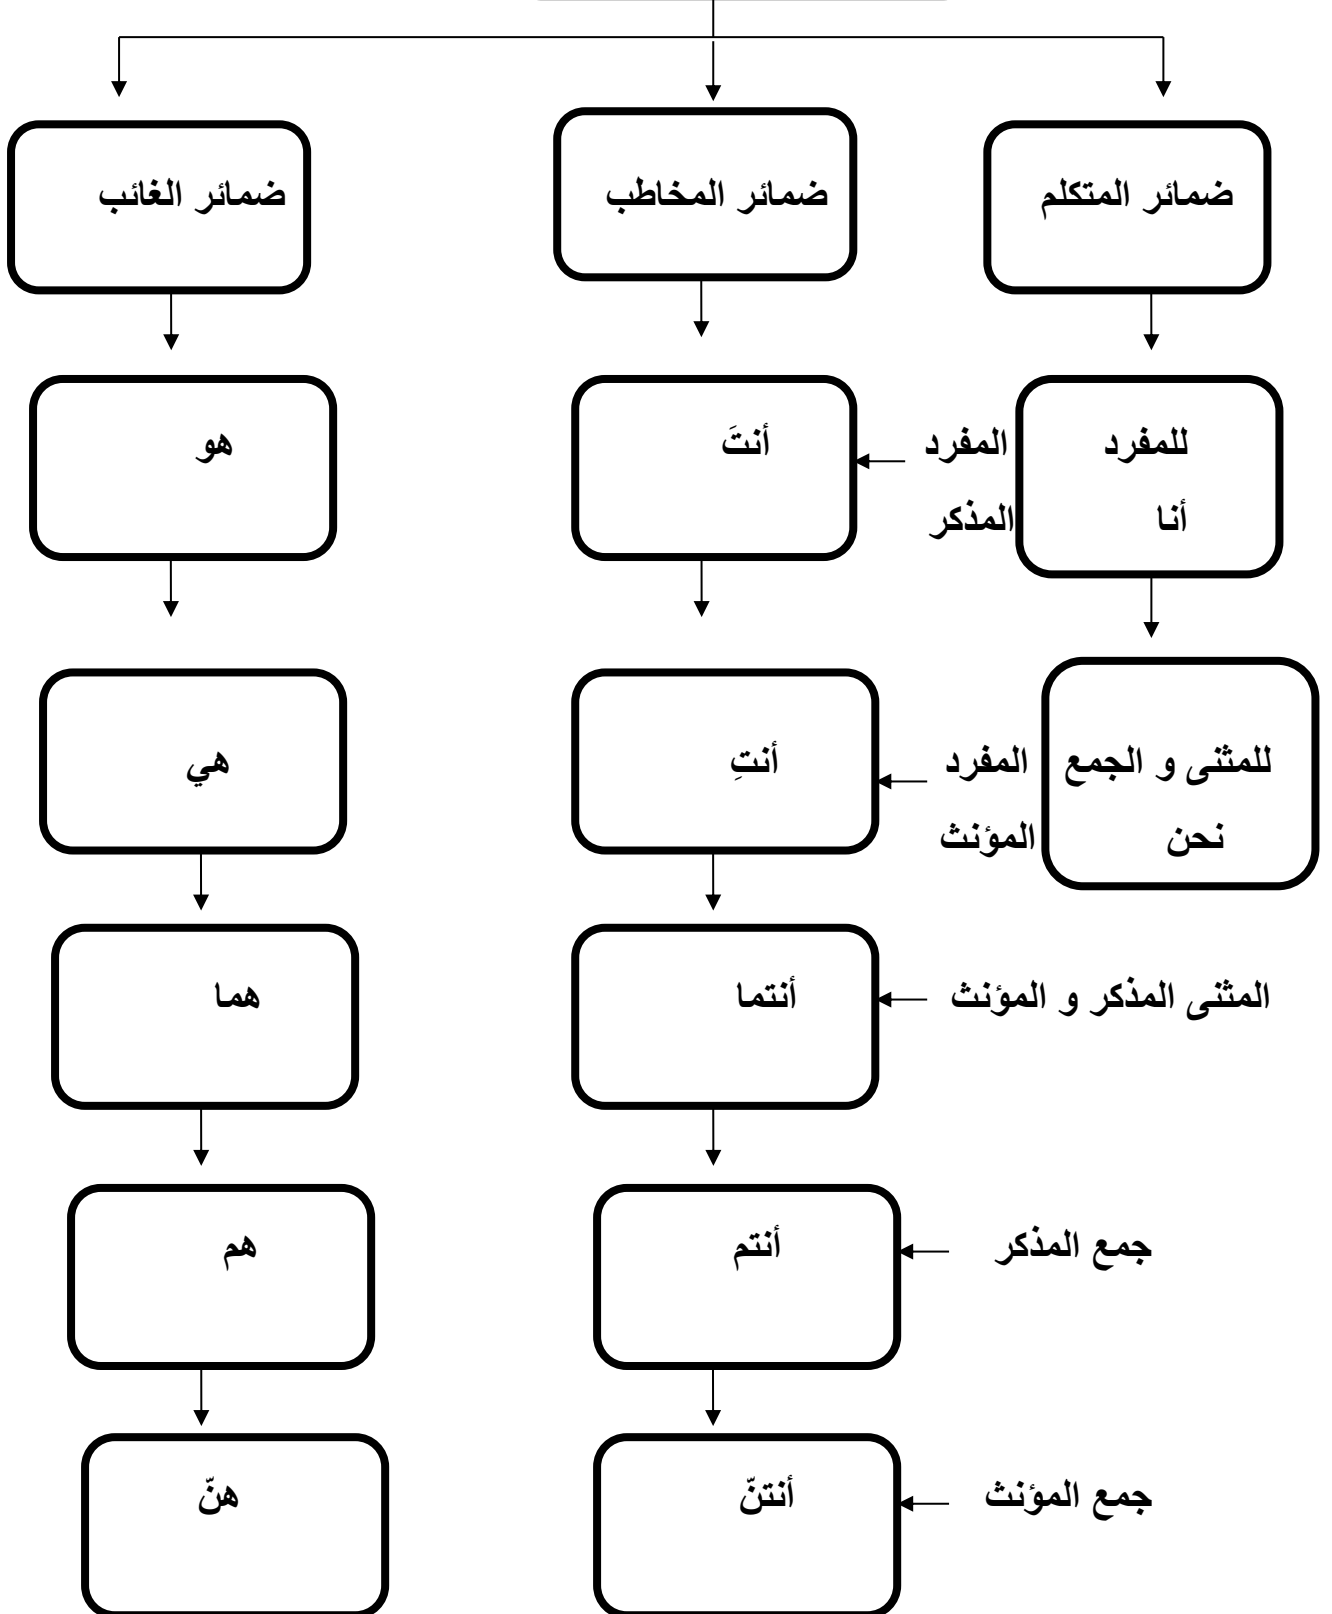 ضمائر المتكلم
ضمائر المخاطب
ضمائر الغائب
للمفرد
أنا
المفرد
المذكر
أنتَ
هو
للمثنى و الجمع
نحن
المفرد
المؤنث
أنتِ
هي
المثنى المذكر و المؤنث
أنتما
هما
جمع المذكر
أنتم
هم
جمع المؤنث
أنتنّ
هنّ